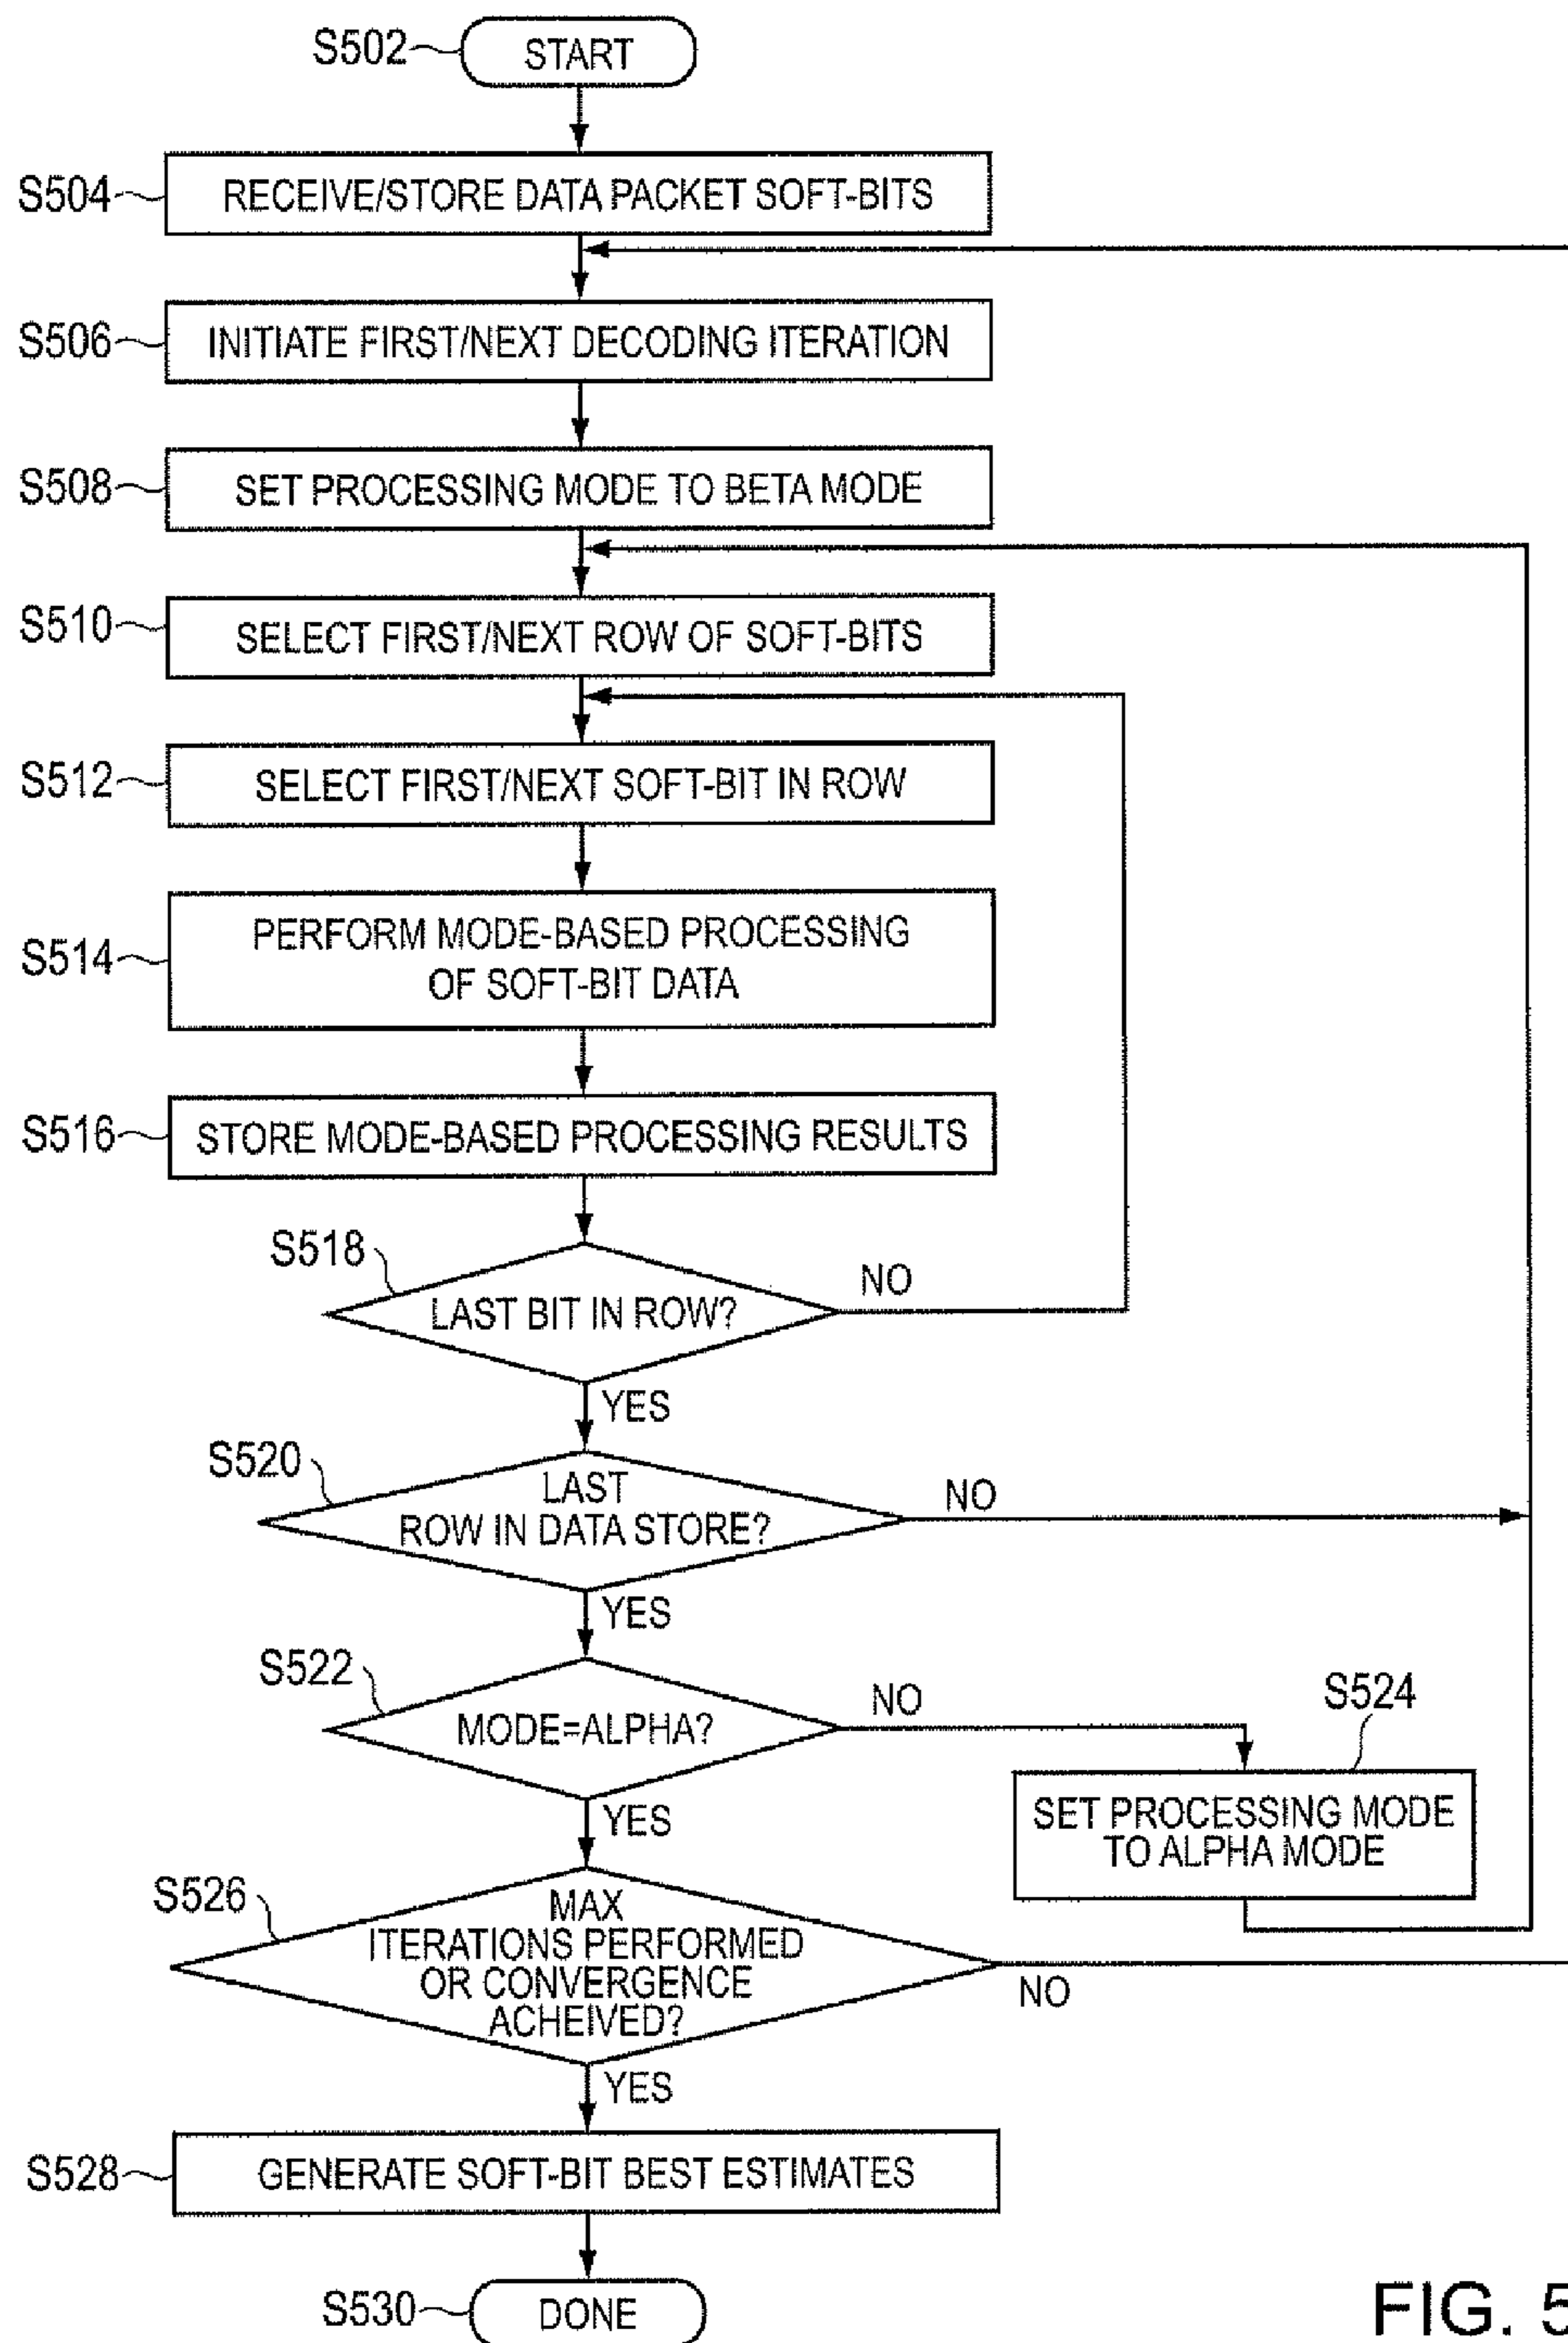 S502
START
S504
RECEIVE/STORE DATA PACKET SOFT-BITS
S506
INITIATE FIRST/NEXT DECODING ITERATION
S508
SET PROCESSING MODE TO BETA MODE
S510
SELECT FIRST/NEXT ROW OF SOFT-BITS
S512
SELECT FIRST/NEXT SOFT-BIT IN ROW
S514
PERFORM MODE-BASED PROCESSING
OF SOFT-BIT DATA
S516
STORE MODE-BASED PROCESSING RESULTS
S518
LAST BIT IN ROW?
NO
YES
S520
LAST
ROW IN DATA STORE?
NO
YES
S522
MODE=ALPHA?
NO
YES
S524
SET PROCESSING MODE
TO ALPHA MODE
S526
MAX
ITERATIONS PERFORMED
OR CONVERGENCE
ACHEIVED?
NO
YES
S528
GENERATE SOFT-BIT BEST ESTIMATES
S530
DONE
FIG. 5